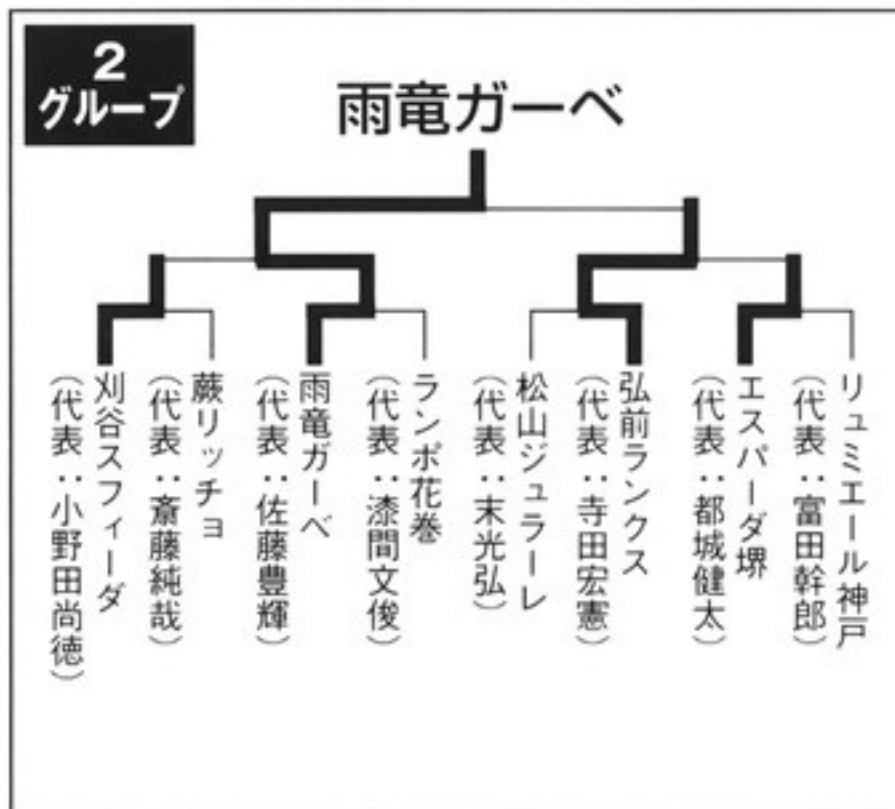 2
グループ
雨竜ガーベ
刈谷スフィーダ
(代表：小野田尚徳)
蕨リッチョ
(代表：斎藤純哉)
雨竜ガーベ
(代表：佐藤豊輝)
ランポ花巻
(代表：漆間文俊)
松山ジュラーレ
(代表：末光弘)
弘前ランクス
(代表：寺田宏憲)
エスパーダ堺
(代表：都城健太)
リュミエール神戸
(代表：富田幹郎)